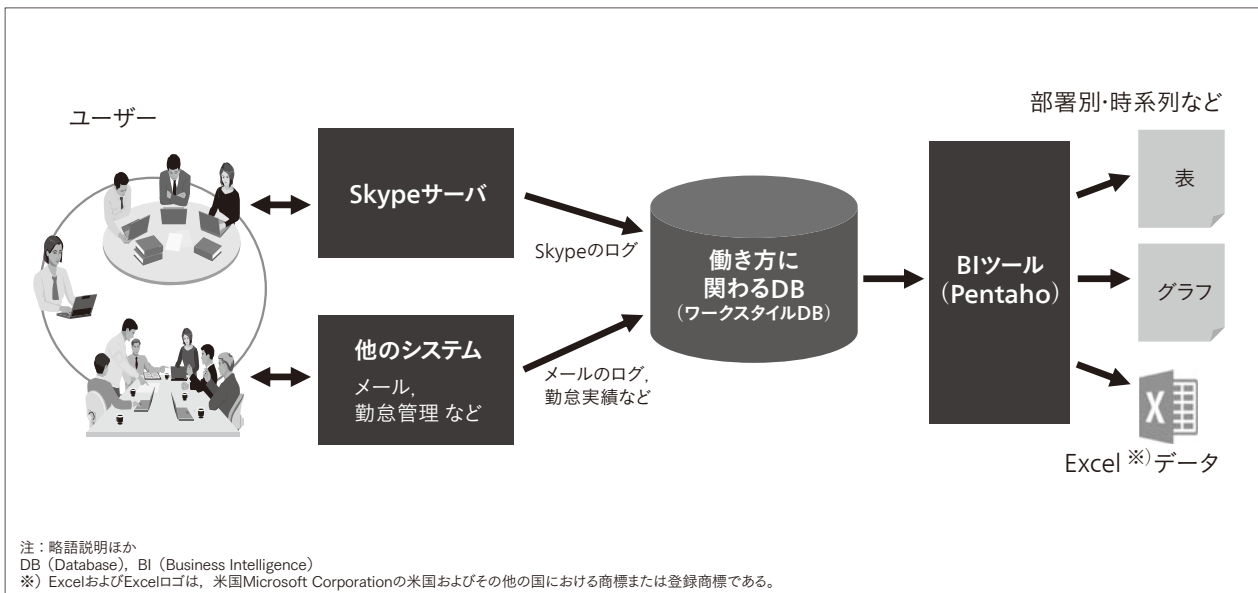 ユーザー
Skypeサーバ
他のシステム
メール,
勤怠管理 など
Skypeのログ
メールのログ,
勤怠実績など
働き方に
関わるDB
(ワークスタイルDB)
BIツール
(Pentaho)
部署別・時系列など
表
グラフ
X
Excel ※)データ
注:略語説明ほか
DB(Database), BI(Business Intelligence)
※)ExcelおよびExcelロゴは, 米国Microsoft Corporationの米国およびその他の国における商標または登録商標である。